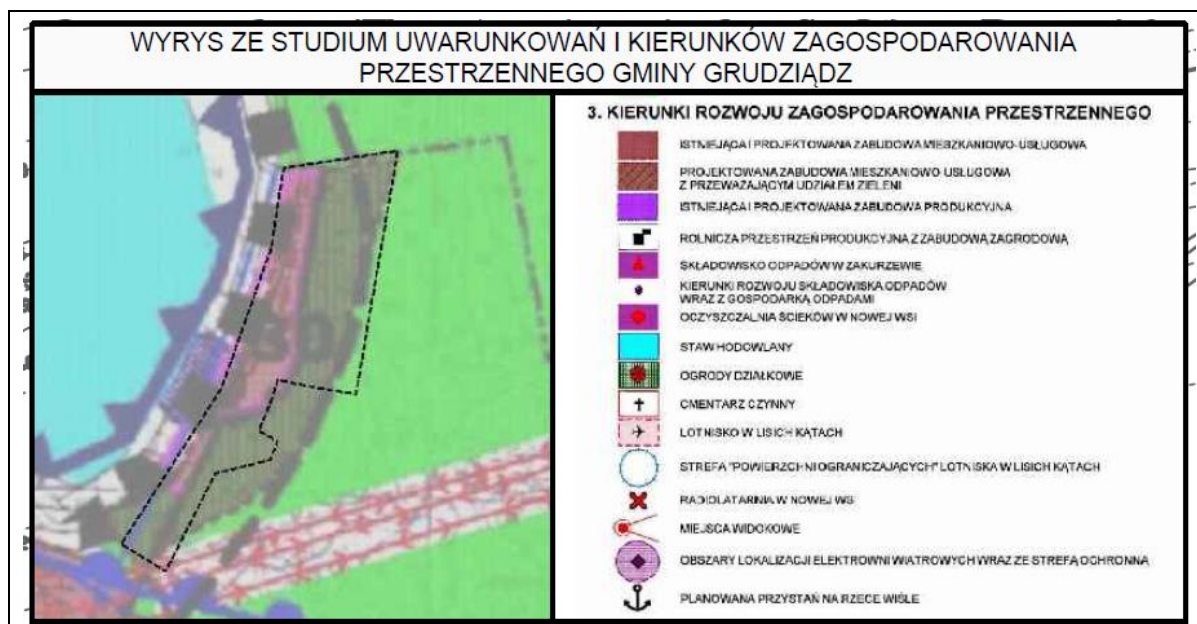 WYRYS ZE STUDIUM UWARUNKOWAŃ I KIERUNKÓW ZAGOSPODAROWANIA
PRZESTRZENNEGO GMINY GRUDZIĄDZ
3. KIERUNKI ROZWOJU ZAGOSPODAROWANIA PRZESTRZENNEGO
ISTNIEJĄCA I PROJEKTOWANA ZABUDOWA MIESZKANIOWO-USŁUGOWA
PROJEKTOWANA ZABUDOWA MIESZKANIOWO-USŁUGOWA
Z PRZEWAŻAJĄCYM UDZIAŁEM ZIELENI
ISTNIEJĄCA I PROJEKTOWANA ZABUDOWA PRODUKCYJNA
ROLNICZA PRZESTRZEŃ PRODUKCYJNA Z ZABUDOWĄ ZAGRODOWĄ
SKŁADOWISKO ODPADÓW W ZAKURZEWIE
KIERUNKI ROZWOJU SKŁADOWISKA ODPADÓW
WRAZ Z GOSPODARKĄ ODPADAMI
OCZYSZCZALNIA ŚCIEKÓW W NOWEJ WSI
STAW HODOWLANY
OGRODY DZIAŁKOWE
CMENTARZ CZYNNY
LOTNISKO W LISICH KĄTACH
STREFA "POWIERZCHNI OGRANICZAJĄCYCH" LOTNISKA W LISICH KĄTACH
RADIOLATARNIA W NOWEJ WSI
MIEJSCA WIDOKOWE
OBSZARY LOKALIZACJI ELEKTROWNI WIATROWYCH WRAZ ZE STREFĄ OCHRONNĄ
PLANOWANA PRZYSTAŃ NA RZECE WIŚLE